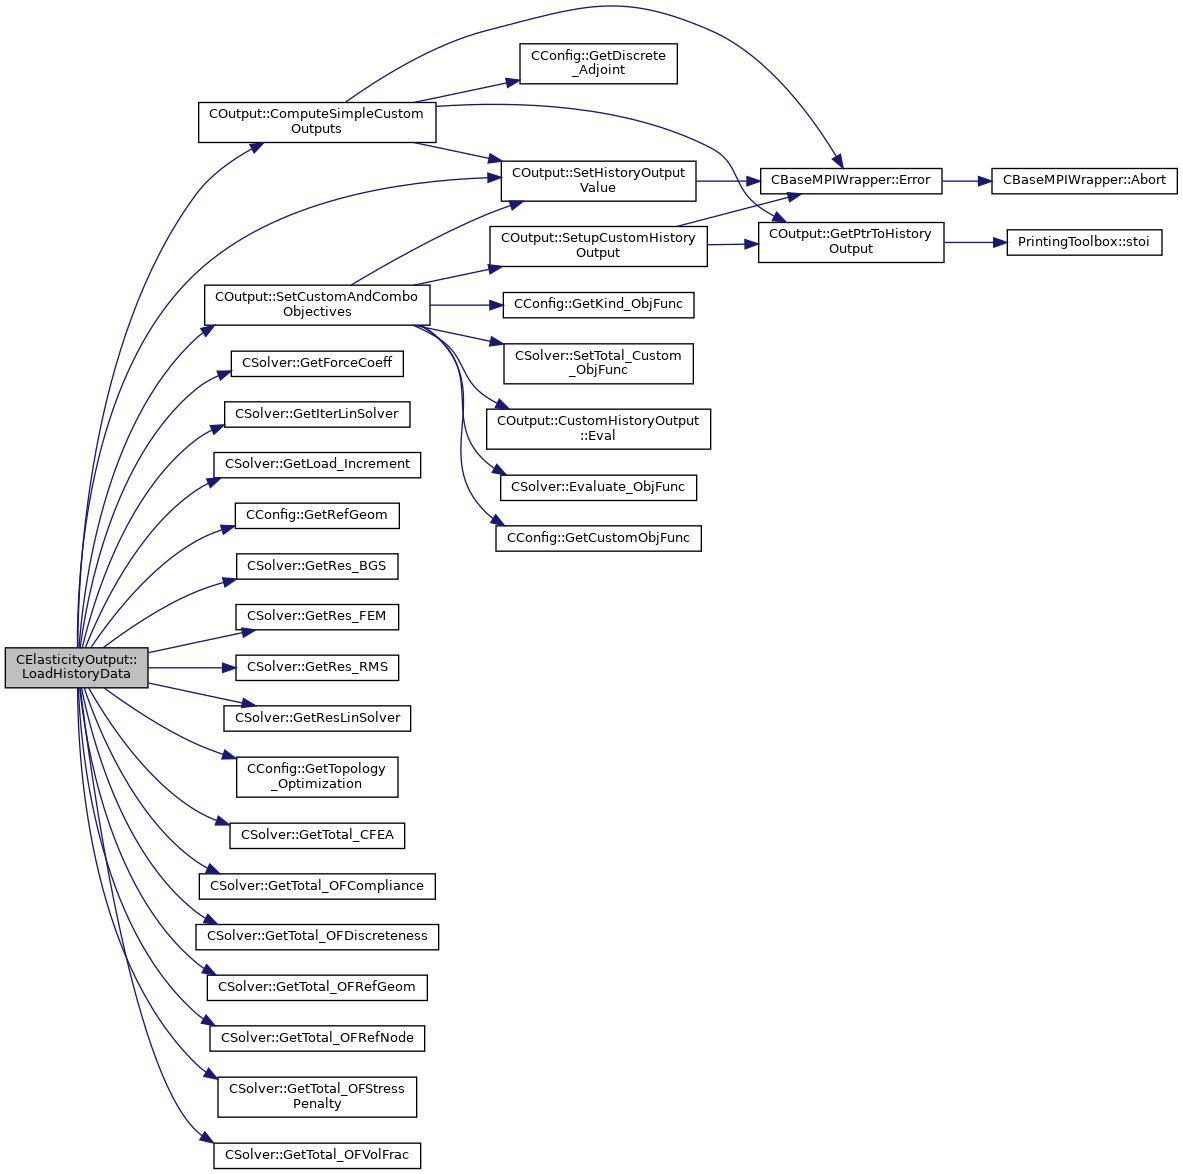 CElasticityOutput::
LoadHistoryData
COutput::ComputeSimpleCustom
Outputs
COutput::SetCustomAndCombo
Objectives
CSolver::GetForceCoeff
CSolver::GetIterLinSolver
CSolver::GetLoad_Increment
CConfig::GetRefGeom
CSolver::GetRes_BGS
CSolver::GetRes_FEM
CSolver::GetRes_RMS
CSolver::GetResLinSolver
CConfig::GetTopology
_Optimization
CSolver::GetTotal_CFEA
CSolver::GetTotal_OFCompliance
CSolver::GetTotal_OFDiscreteness
CSolver::GetTotal_OFRefGeom
CSolver::GetTotal_OFRefNode
CSolver::GetTotal_OFStress
Penalty
CSolver::GetTotal_OFVolFrac
CConfig::GetDiscrete
_Adjoint
COutput::SetHistoryOutput
Value
COutput::SetupCustomHistory
Output
CConfig::GetKind_ObjFunc
CSolver::SetTotal_Custom
_ObjFunc
COutput::CustomHistoryOutput
::Eval
CSolver::Evaluate_ObjFunc
CConfig::GetCustomObjFunc
CBaseMPIWrapper::Error
COutput::GetPtrToHistory
Output
CBaseMPIWrapper::Abort
PrintingToolbox::stoi